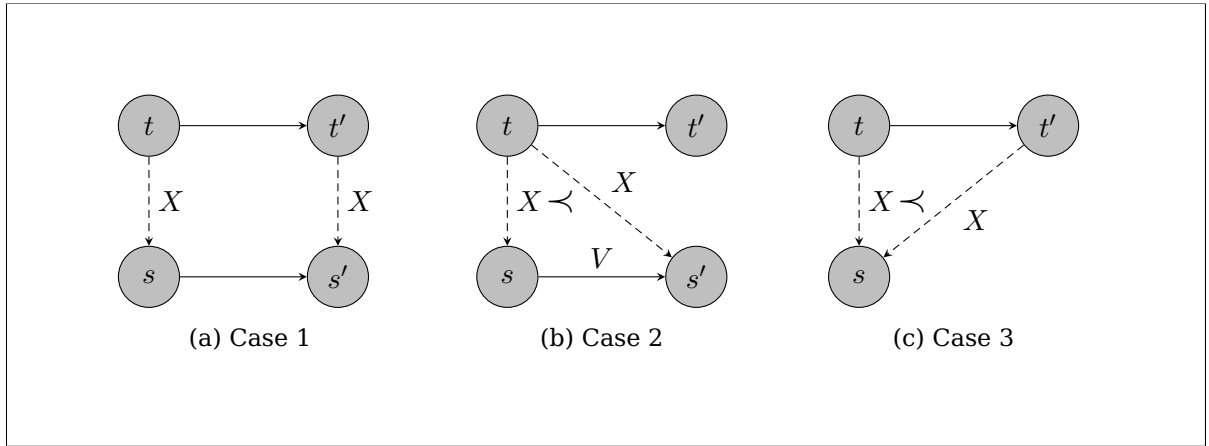 t t′ t t′ t t′
X X X≺ X X≺ X
V
s s′ s s′ s
(a) Case 1 (b) Case 2 (c) Case 3